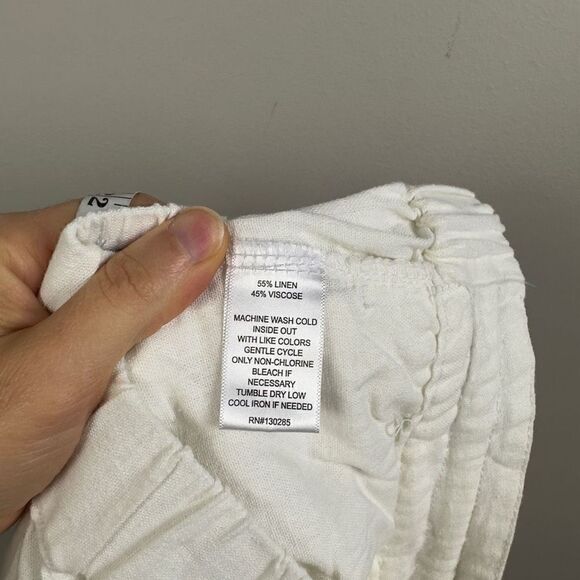 2
55% LINEN
45% VISCOSE
MACHINE WASH COLD
INSIDE OUT
WITH LIKE COLORS
GENTLE CYCLE
ONLY NON-CHLORINE
BLEACH IF
NECESSARY
TUMBLE DRY LOW
COOL IRON IF NEEDED
RN#130285